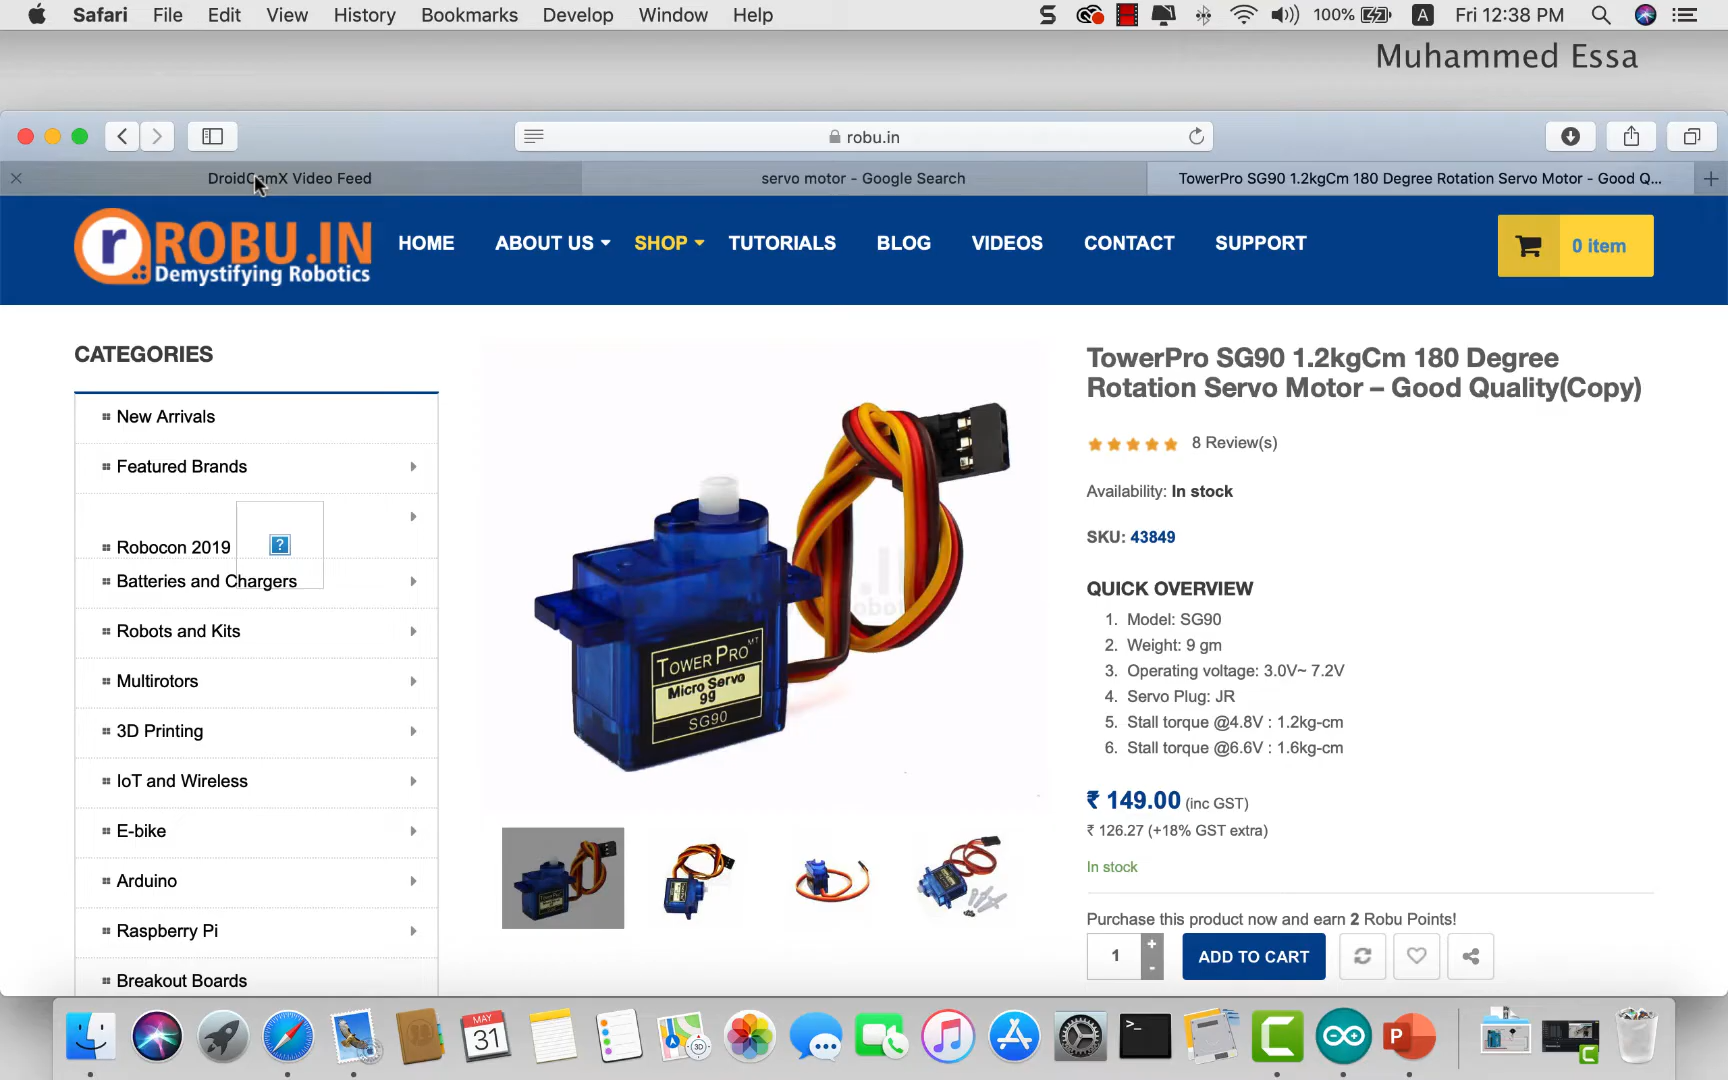 Safari File Edit View History Bookmarks Develop Window Help
S 100% A Fri 12:38 PM
Muhammed Essa
robu.in
DroidCamX Video Feed
servo motor - Google Search
TowerPro SG90 1.2kgCm 180 Degree Rotation Servo Motor - Good Q...
r ROBU.IN
Demystifying Robotics
HOME ABOUT US SHOP TUTORIALS BLOG VIDEOS CONTACT SUPPORT
0 item
CATEGORIES
New Arrivals
Featured Brands
Robocon 2019
?
Batteries and Chargers
Robots and Kits
Multirotors
3D Printing
IoT and Wireless
E-bike
Arduino
Raspberry Pi
Breakout Boards
TOWER PRO MT
Micro Servo
9g
SG90
TowerPro SG90 1.2kgCm 180 Degree
Rotation Servo Motor – Good Quality(Copy)
8 Review(s)
Availability: In stock
SKU: 43849
QUICK OVERVIEW
1. Model: SG90
2. Weight: 9 gm
3. Operating voltage: 3.0V~ 7.2V
4. Servo Plug: JR
5. Stall torque @4.8V : 1.2kg-cm
6. Stall torque @6.6V : 1.6kg-cm
₹ 149.00 (inc GST)
₹ 126.27 (+18% GST extra)
In stock
Purchase this product now and earn 2 Robu Points!
1 + -
ADD TO CART
MAY
31
3D
>_
C
P